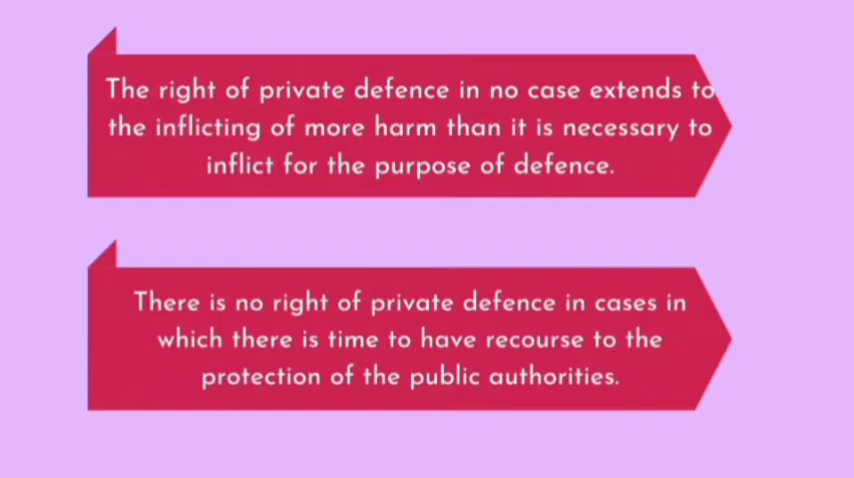 The right of private defence in no case extends to
the inflicting of more harm than it is necessary to
inflict for the purpose of defence.
There is no right of private defence in cases in
which there is time to have recourse to the
protection of the public authorities.